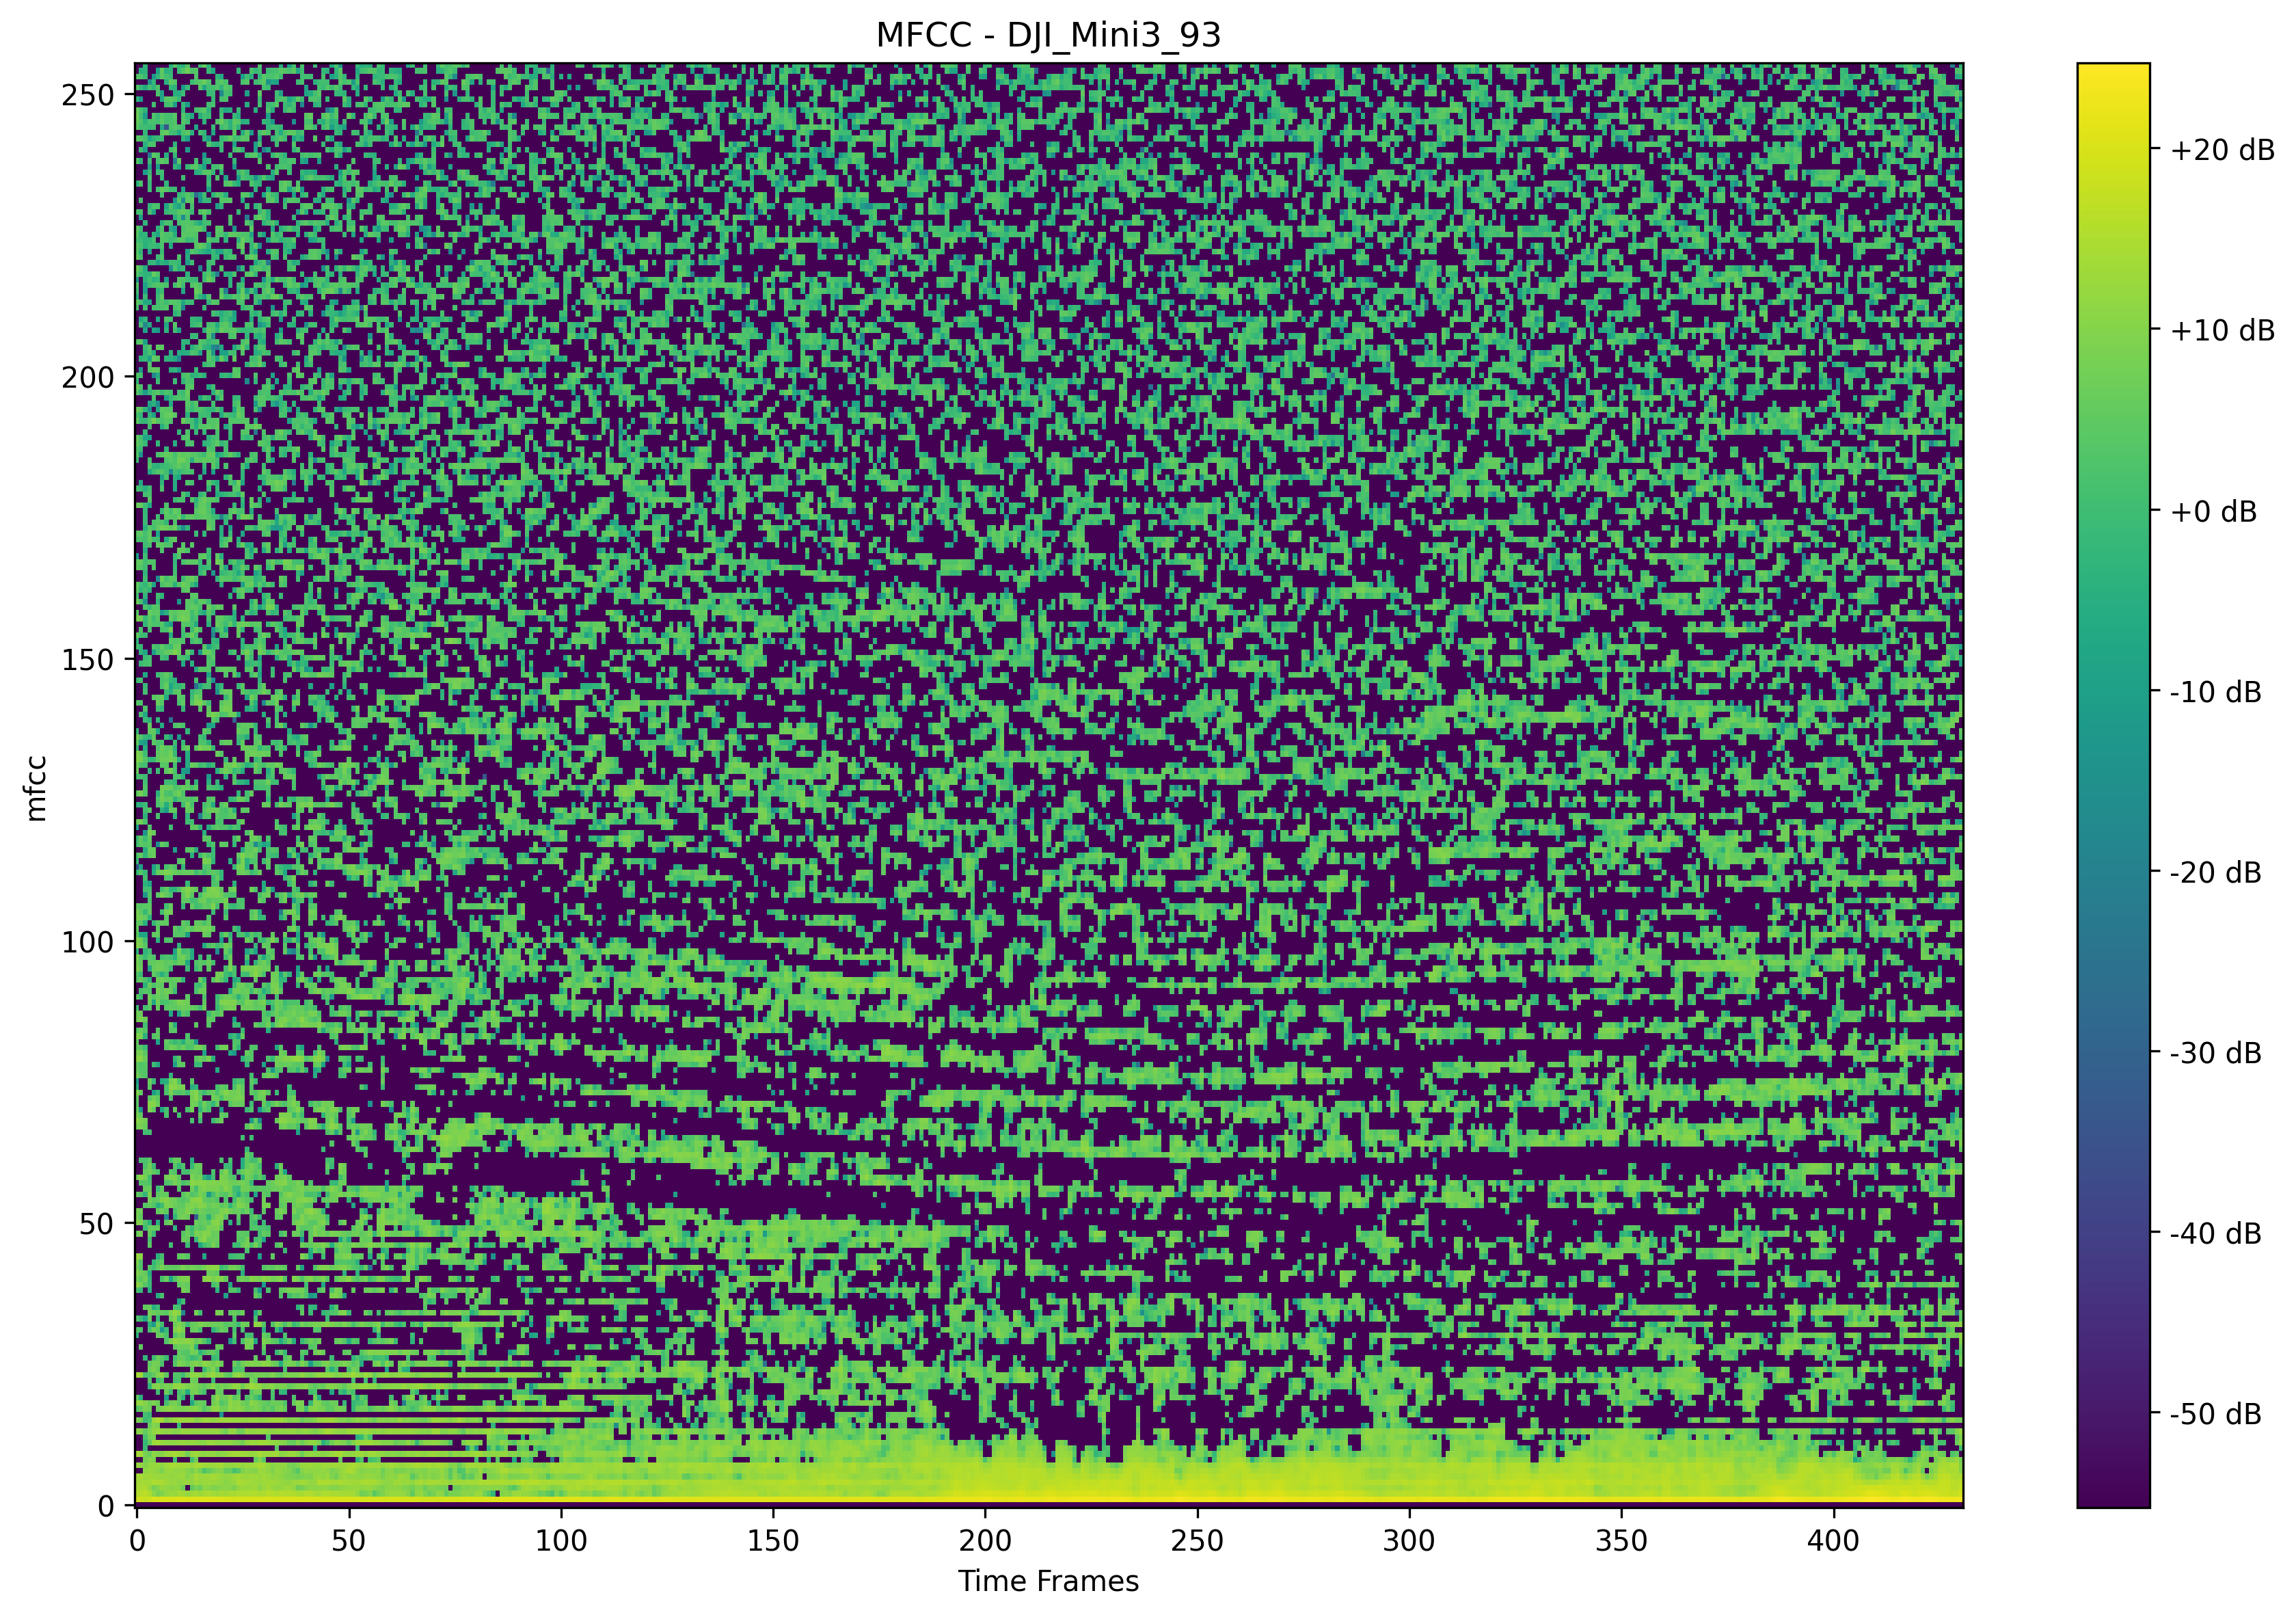 MFCC - DJI_Mini3_93
250
200
150
100
50
0
mfcc
0 50 100 150 200 250 300 350 400
Time Frames
+20 dB
+10 dB
+0 dB
-10 dB
-20 dB
-30 dB
-40 dB
-50 dB